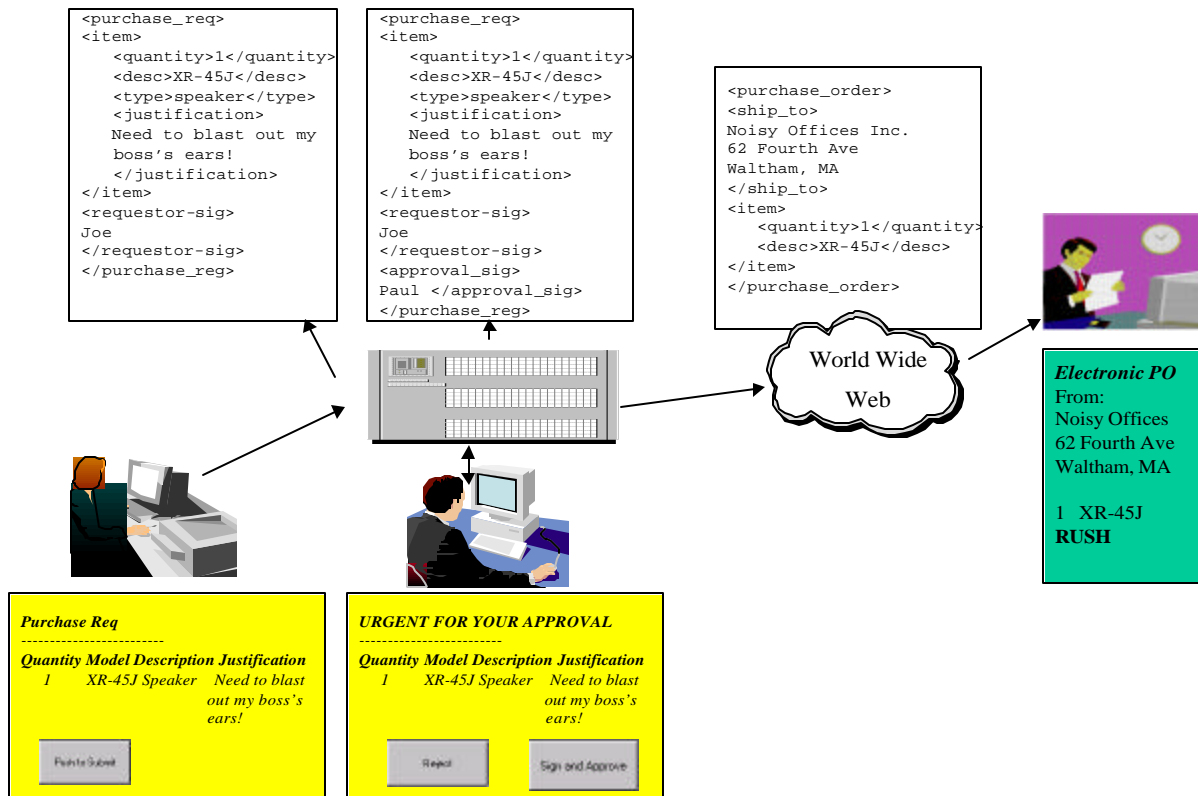 <purchase_req>
<item>
<quantity>1</quantity>
<desc>XR-45J</desc>
<type>speaker</type>
<justification>
Need to blast out my
boss's ears!
</justification>
</item>
<requestor-sig>
Joe
</requestor-sig>
</purchase_reg>
<purchase_req>
<item>
<quantity>1</quantity>
<desc>XR-45J</desc>
<type>speaker</type>
<justification>
Need to blast out my
boss's ears!
</justification>
</item>
<requestor-sig>
Joe
</requestor-sig>
<approval_sig>
Paul </approval_sig>
</purchase_reg>
<purchase_order>
<ship_to>
Noisy Offices Inc.
62 Fourth Ave
Waltham, MA
</ship_to>
<item>
<quantity>1</quantity>
<desc>XR-45J</desc>
</item>
</purchase_order>
World Wide
Web
Electronic PO
From:
Noisy Offices
62 Fourth Ave
Waltham, MA
1 XR-45J
RUSH
Purchase Req
-------------------------
Quantity Model Description Justification
1 XR-45J Speaker Need to blast
out my boss's
ears!
Push to Submit
URGENT FOR YOUR APPROVAL
-------------------------
Quantity Model Description Justification
1 XR-45J Speaker Need to blast
out my boss's
ears!
Reject
Sign and Approve